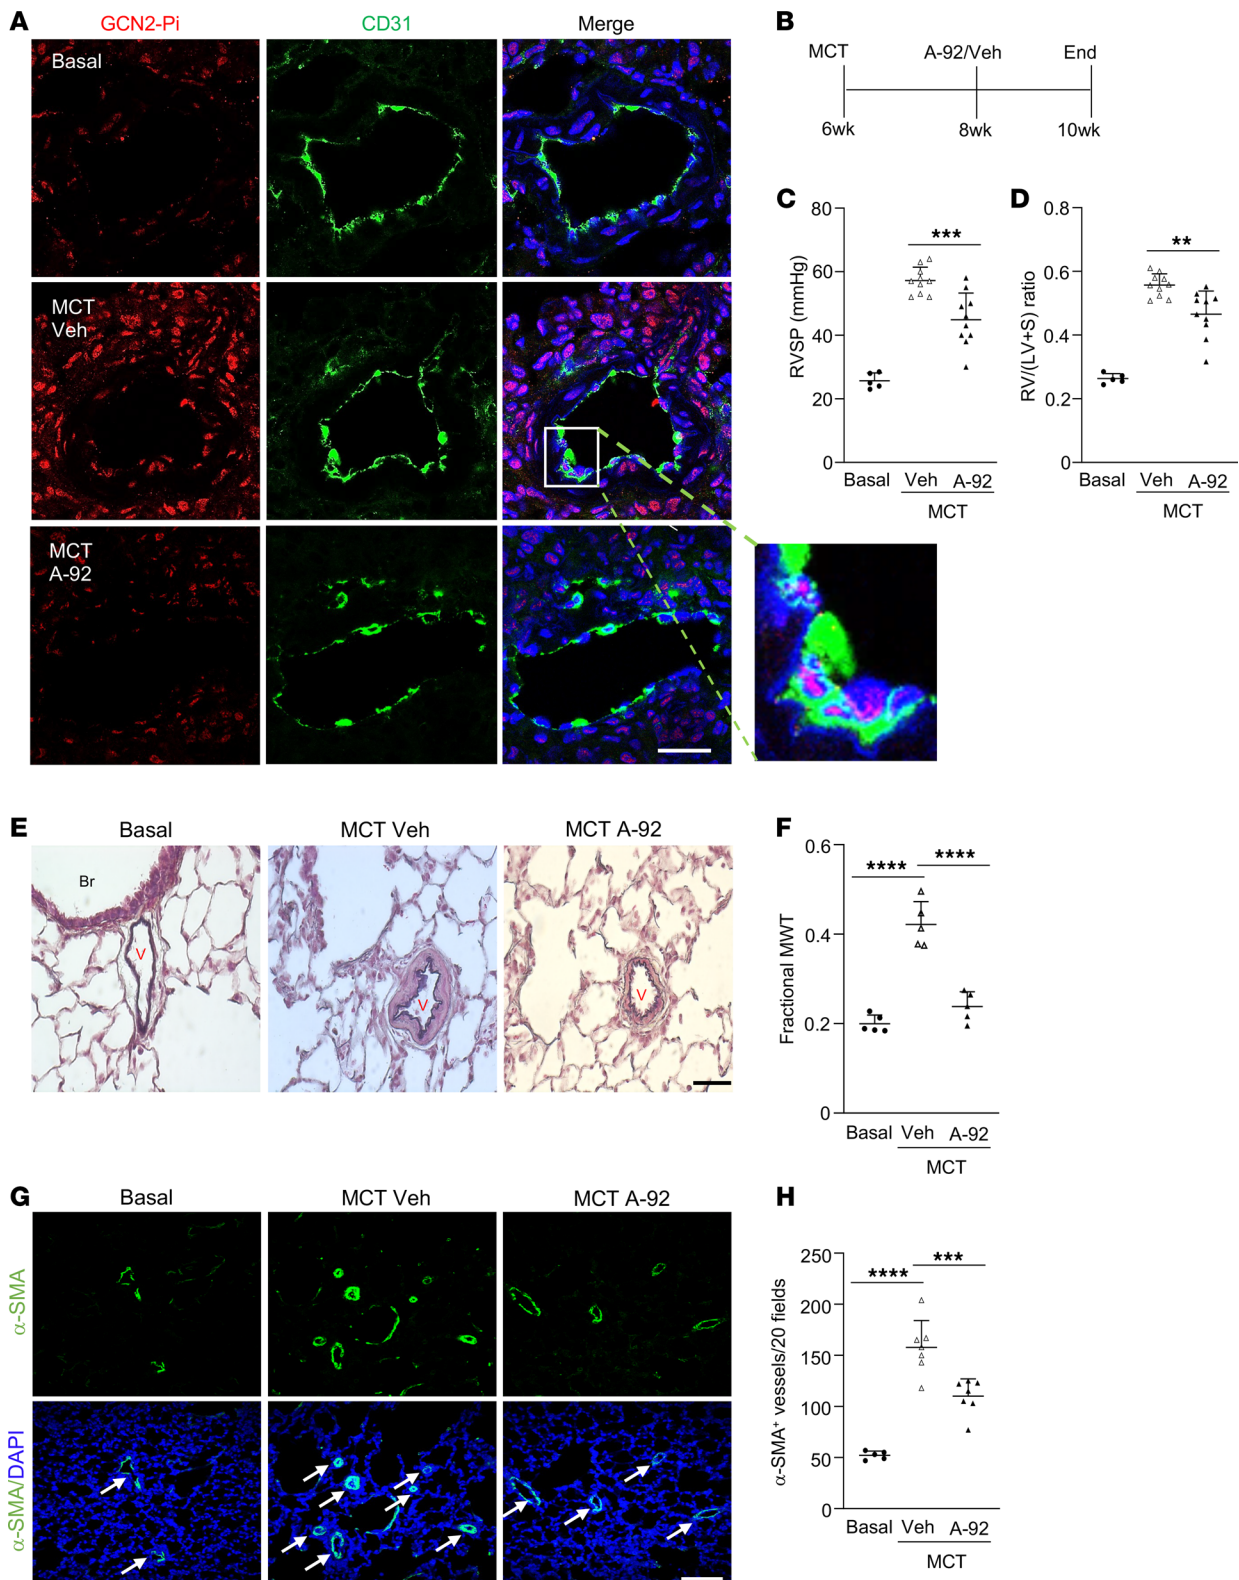 A
GCN2-Pi
CD31
Merge
Basal
MCT
Veh
MCT
A-92
B
MCT
A-92/Veh
End
6wk
8wk
10wk
C
RVSP (mmHg)
80
60
40
20
0
***
Basal
Veh
A-92
MCT
D
RV/(LV+S) ratio
0.8
0.6
0.4
0.2
0
**
Basal
Veh
A-92
MCT
E
Basal
MCT Veh
MCT A-92
Br
V
V
V
F
Fractional MWT
0.6
0.4
0.2
0
****
****
Basal
Veh
A-92
MCT
G
Basal
MCT Veh
MCT A-92
α-SMA
α-SMA/DAPI
H
α-SMA⁺ vessels/20 fields
250
200
150
100
50
0
****
***
Basal
Veh
A-92
MCT